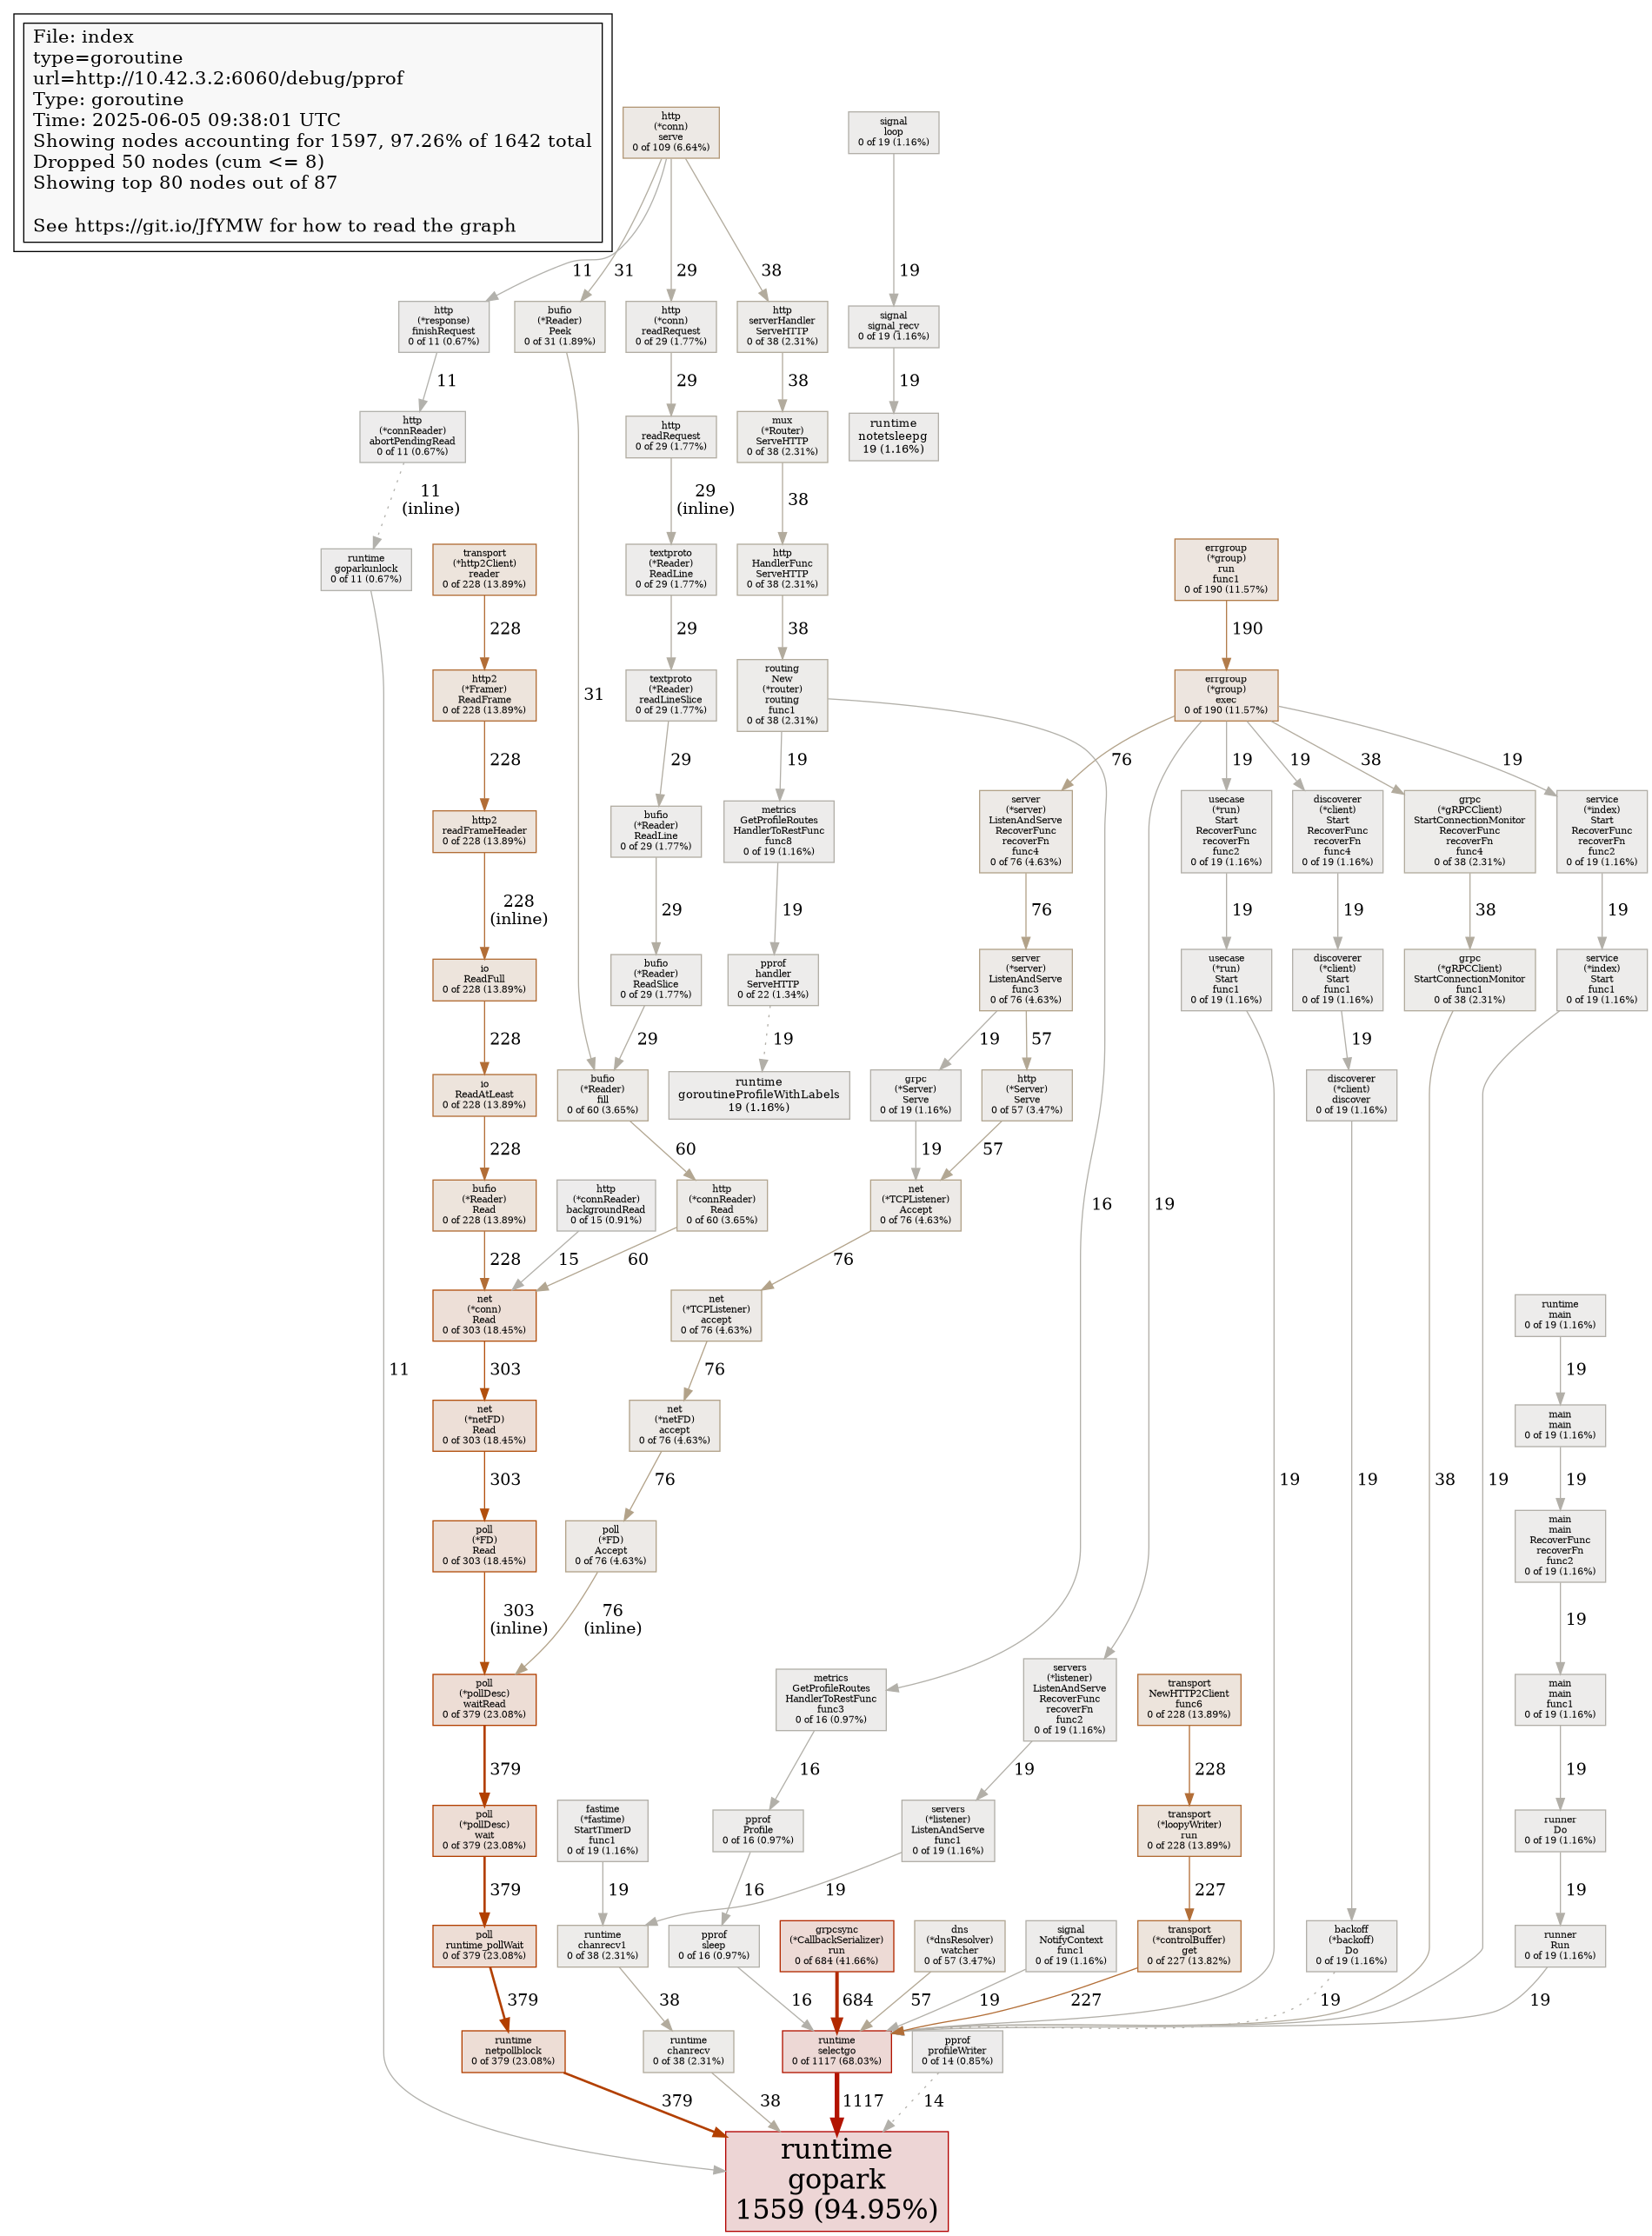 File: index
type=goroutine
url=http://10.42.3.2:6060/debug/pprof
Type: goroutine
Time: 2025-06-05 09:38:01 UTC
Showing nodes accounting for 1597, 97.26% of 1642 total
Dropped 50 nodes (cum <= 8)
Showing top 80 nodes out of 87
See https://git.io/JfYMW for how to read the graph
http
(*conn)
serve
0 of 109 (6.64%)
signal
loop
0 of 19 (1.16%)
11
31
29
38
19
http
(*response)
finishRequest
0 of 11 (0.67%)
bufio
(*Reader)
Peek
0 of 31 (1.89%)
http
(*conn)
readRequest
0 of 29 (1.77%)
http
serverHandler
ServeHTTP
0 of 38 (2.31%)
signal
signal_recv
0 of 19 (1.16%)
11
29
38
19
http
(*connReader)
abortPendingRead
0 of 11 (0.67%)
http
readRequest
0 of 29 (1.77%)
mux
(*Router)
ServeHTTP
0 of 38 (2.31%)
runtime
notetsleepg
19 (1.16%)
11
(inline)
29
(inline)
38
runtime
goparkunlock
0 of 11 (0.67%)
transport
(*http2Client)
reader
0 of 228 (13.89%)
textproto
(*Reader)
ReadLine
0 of 29 (1.77%)
http
HandlerFunc
ServeHTTP
0 of 38 (2.31%)
errgroup
(*group)
run
func1
0 of 190 (11.57%)
228
29
38
190
31
http2
(*Framer)
ReadFrame
0 of 228 (13.89%)
textproto
(*Reader)
readLineSlice
0 of 29 (1.77%)
routing
New
(*router)
routing
func1
0 of 38 (2.31%)
errgroup
(*group)
exec
0 of 190 (11.57%)
228
29
19
76
19
19
38
19
http2
readFrameHeader
0 of 228 (13.89%)
bufio
(*Reader)
ReadLine
0 of 29 (1.77%)
metrics
GetProfileRoutes
HandlerToRestFunc
func8
0 of 19 (1.16%)
server
(*server)
ListenAndServe
RecoverFunc
recoverFn
func4
0 of 76 (4.63%)
usecase
(*run)
Start
RecoverFunc
recoverFn
func2
0 of 19 (1.16%)
discoverer
(*client)
Start
RecoverFunc
recoverFn
func4
0 of 19 (1.16%)
grpc
(*gRPCClient)
StartConnectionMonitor
RecoverFunc
recoverFn
func4
0 of 38 (2.31%)
service
(*index)
Start
RecoverFunc
recoverFn
func2
0 of 19 (1.16%)
228
(inline)
29
19
76
19
19
38
19
io
ReadFull
0 of 228 (13.89%)
bufio
(*Reader)
ReadSlice
0 of 29 (1.77%)
pprof
handler
ServeHTTP
0 of 22 (1.34%)
server
(*server)
ListenAndServe
func3
0 of 76 (4.63%)
usecase
(*run)
Start
func1
0 of 19 (1.16%)
discoverer
(*client)
Start
func1
0 of 19 (1.16%)
grpc
(*gRPCClient)
StartConnectionMonitor
func1
0 of 38 (2.31%)
service
(*index)
Start
func1
0 of 19 (1.16%)
228
29
19
19
57
19
io
ReadAtLeast
0 of 228 (13.89%)
bufio
(*Reader)
fill
0 of 60 (3.65%)
runtime
goroutineProfileWithLabels
19 (1.16%)
grpc
(*Server)
Serve
0 of 19 (1.16%)
http
(*Server)
Serve
0 of 57 (3.47%)
discoverer
(*client)
discover
0 of 19 (1.16%)
228
60
19
57
bufio
(*Reader)
Read
0 of 228 (13.89%)
http
(*connReader)
backgroundRead
0 of 15 (0.91%)
http
(*connReader)
Read
0 of 60 (3.65%)
net
(*TCPListener)
Accept
0 of 76 (4.63%)
16
19
228
15
60
76
net
(*conn)
Read
0 of 303 (18.45%)
net
(*TCPListener)
accept
0 of 76 (4.63%)
runtime
main
0 of 19 (1.16%)
11
303
76
19
net
(*netFD)
Read
0 of 303 (18.45%)
net
(*netFD)
accept
0 of 76 (4.63%)
main
main
0 of 19 (1.16%)
303
76
19
19
38
19
19
poll
(*FD)
Read
0 of 303 (18.45%)
poll
(*FD)
Accept
0 of 76 (4.63%)
main
main
RecoverFunc
recoverFn
func2
0 of 19 (1.16%)
303
(inline)
76
(inline)
19
poll
(*pollDesc)
waitRead
0 of 379 (23.08%)
metrics
GetProfileRoutes
HandlerToRestFunc
func3
0 of 16 (0.97%)
servers
(*listener)
ListenAndServe
RecoverFunc
recoverFn
func2
0 of 19 (1.16%)
transport
NewHTTP2Client
func6
0 of 228 (13.89%)
main
main
func1
0 of 19 (1.16%)
379
16
19
228
19
poll
(*pollDesc)
wait
0 of 379 (23.08%)
fastime
(*fastime)
StartTimerD
func1
0 of 19 (1.16%)
pprof
Profile
0 of 16 (0.97%)
servers
(*listener)
ListenAndServe
func1
0 of 19 (1.16%)
transport
(*loopyWriter)
run
0 of 228 (13.89%)
runner
Do
0 of 19 (1.16%)
379
19
16
19
227
19
poll
runtime_pollWait
0 of 379 (23.08%)
runtime
chanrecv1
0 of 38 (2.31%)
pprof
sleep
0 of 16 (0.97%)
grpcsync
(*CallbackSerializer)
run
0 of 684 (41.66%)
dns
(*dnsResolver)
watcher
0 of 57 (3.47%)
signal
NotifyContext
func1
0 of 19 (1.16%)
transport
(*controlBuffer)
get
0 of 227 (13.82%)
backoff
(*backoff)
Do
0 of 19 (1.16%)
runner
Run
0 of 19 (1.16%)
379
38
16
684
57
19
227
19
19
runtime
netpollblock
0 of 379 (23.08%)
runtime
chanrecv
0 of 38 (2.31%)
runtime
selectgo
0 of 1117 (68.03%)
pprof
profileWriter
0 of 14 (0.85%)
379
38
1117
14
runtime
gopark
1559 (94.95%)